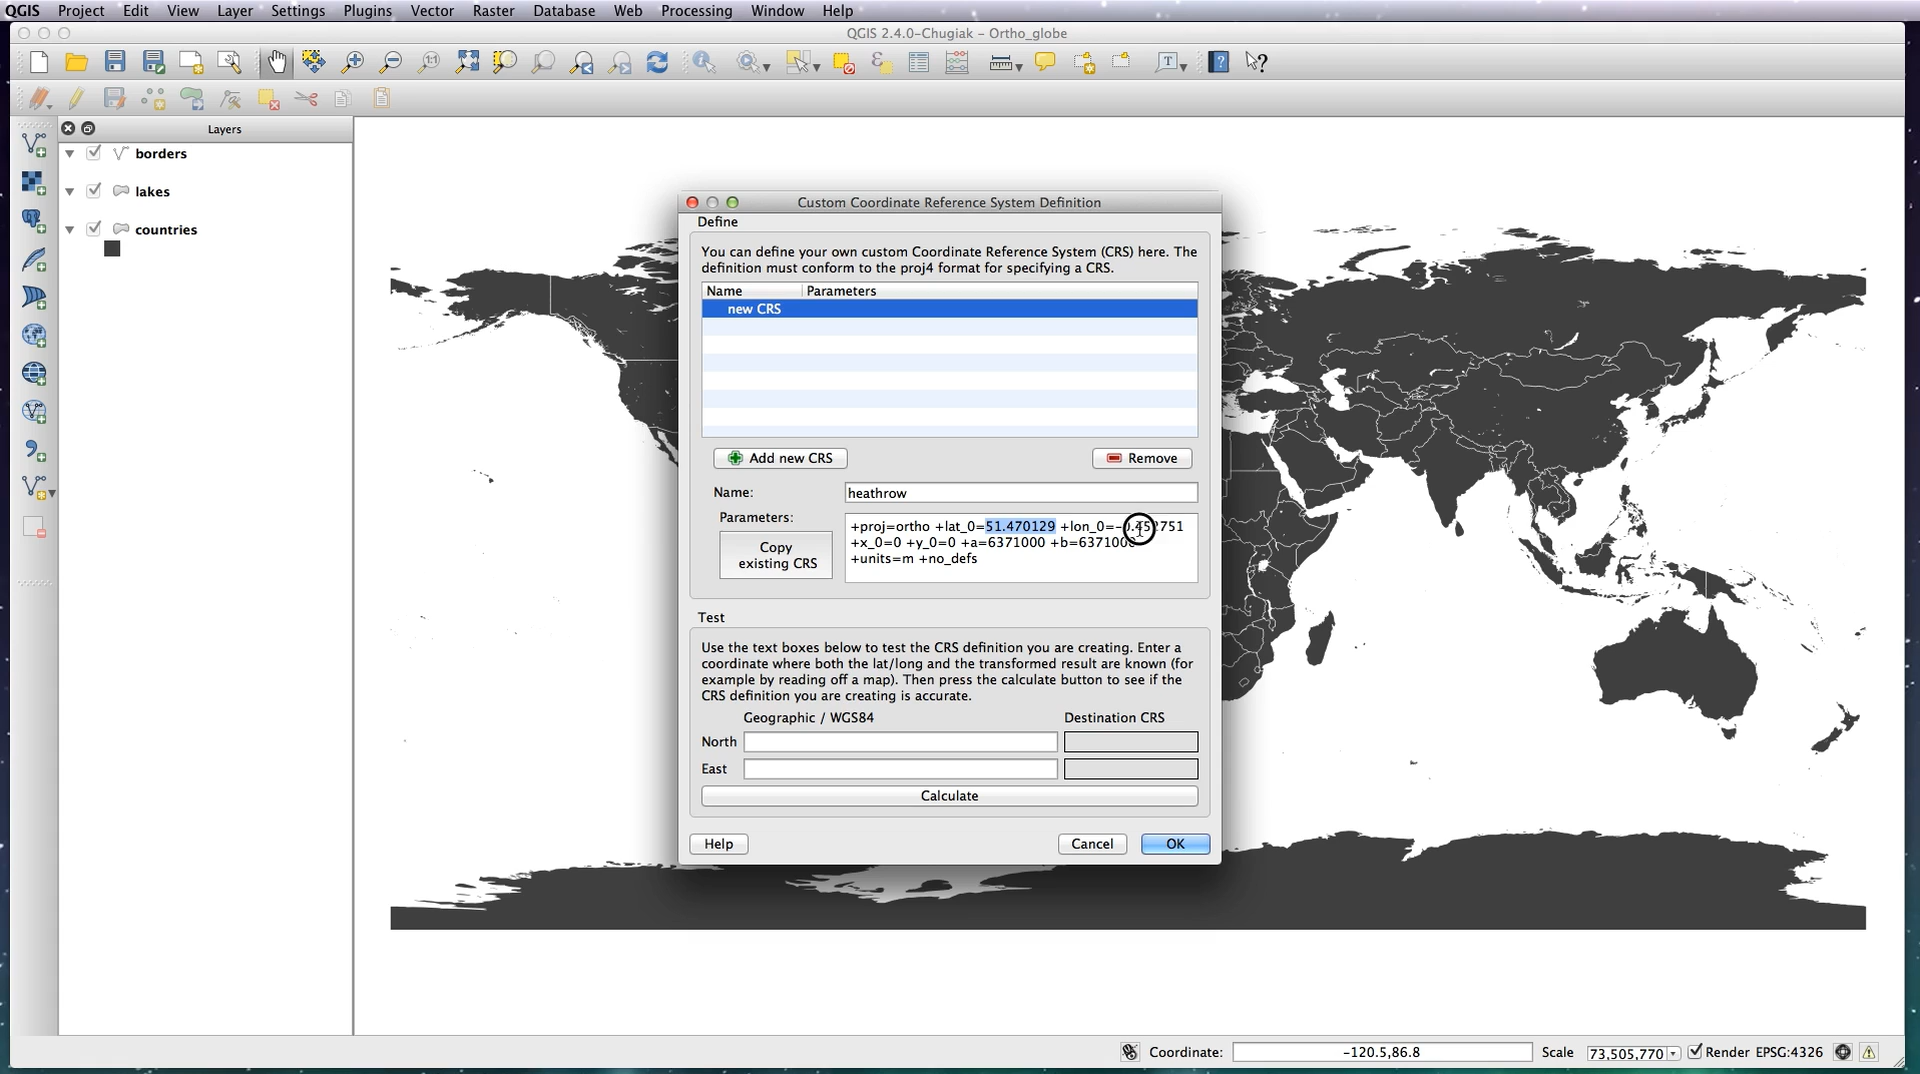 QGIS Project Edit View Layer Settings Plugins Vector Raster Database Web Processing Window Help
QGIS 2.4.0-Chugiak - Ortho_globe
Layers
borders
lakes
countries
Custom Coordinate Reference System Definition
Define
You can define your own custom Coordinate Reference System (CRS) here. The
definition must conform to the proj4 format for specifying a CRS.
Name Parameters
new CRS
Add new CRS Remove
Name: heathrow
Parameters:
+proj=ortho +lat_0=51.470129 +lon_0=-0.452751
+x_0=0 +y_0=0 +a=6371000 +b=6371000
+units=m +no_defs
Copy
existing CRS
Test
Use the text boxes below to test the CRS definition you are creating. Enter a
coordinate where both the lat/long and the transformed result are known (for
example by reading off a map). Then press the calculate button to see if the
CRS definition you are creating is accurate.
Geographic / WGS84 Destination CRS
North
East
Calculate
Help Cancel OK
Coordinate: -120.5,86.8 Scale 73,505,770 Render EPSG:4326